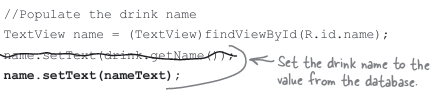 //Populate the drink name
TextView name = (TextView)findViewById(R.id.name);
name.setText(drink.getName());
name.setText(nameText);
Set the drink name to the
value from the database.